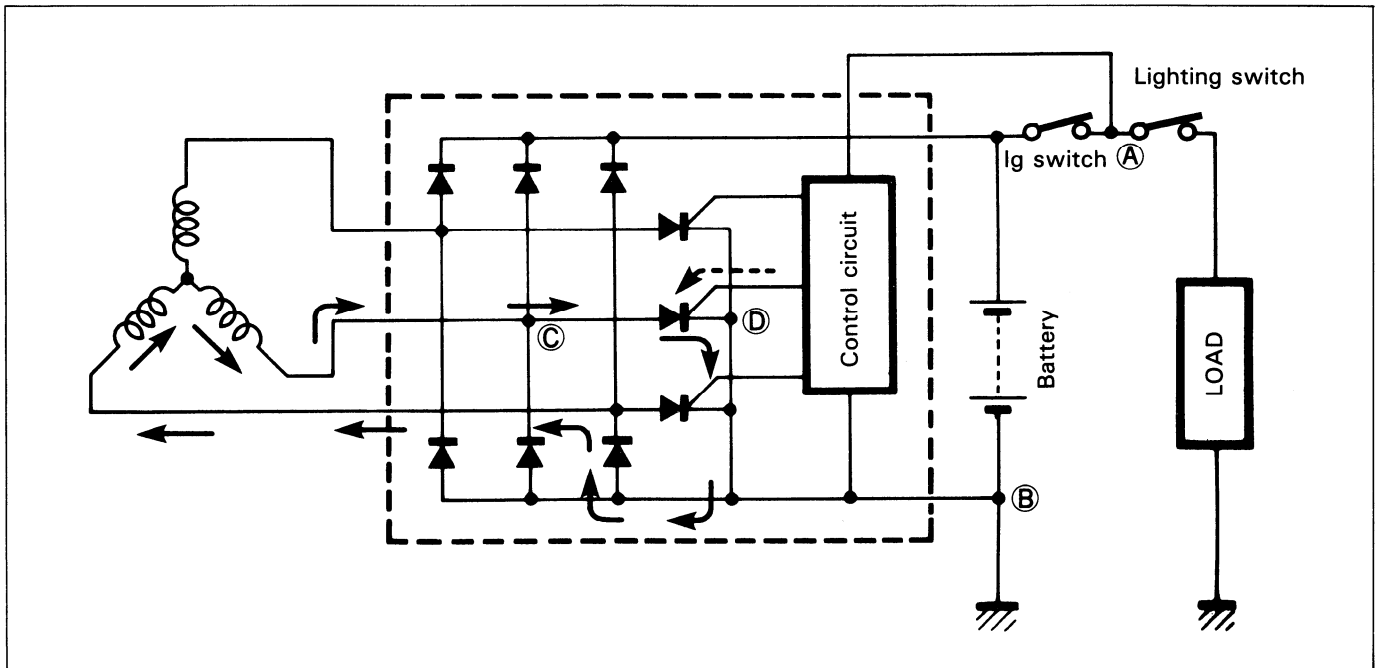 Lighting switch
Ig switch Ⓐ
Control circuit
Battery
LOAD
Ⓒ
Ⓓ
Ⓑ